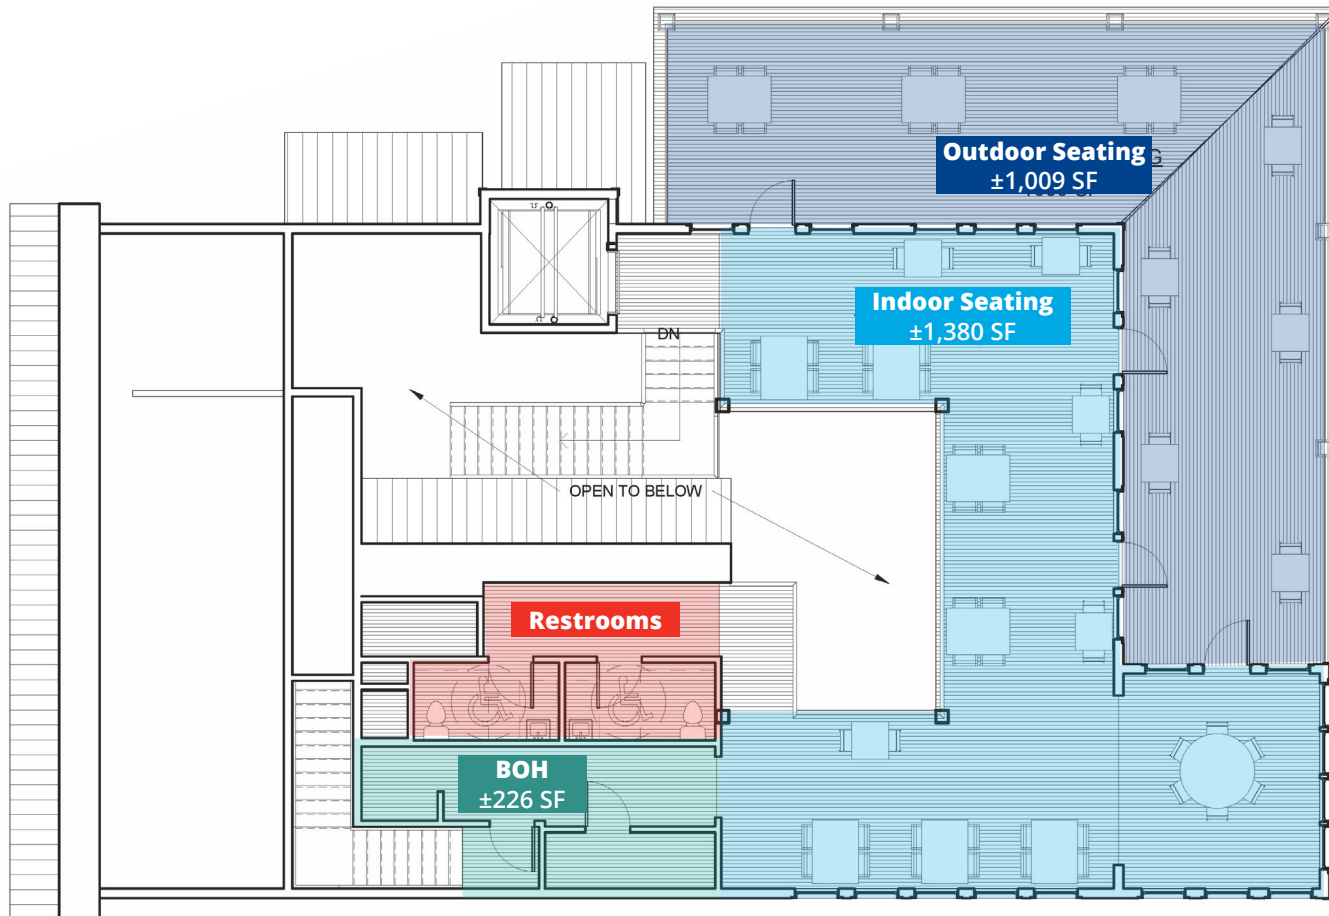 Outdoor Seating
±1,009 SF
Indoor Seating
±1,380 SF
DN
OPEN TO BELOW
Restrooms
BOH
±226 SF